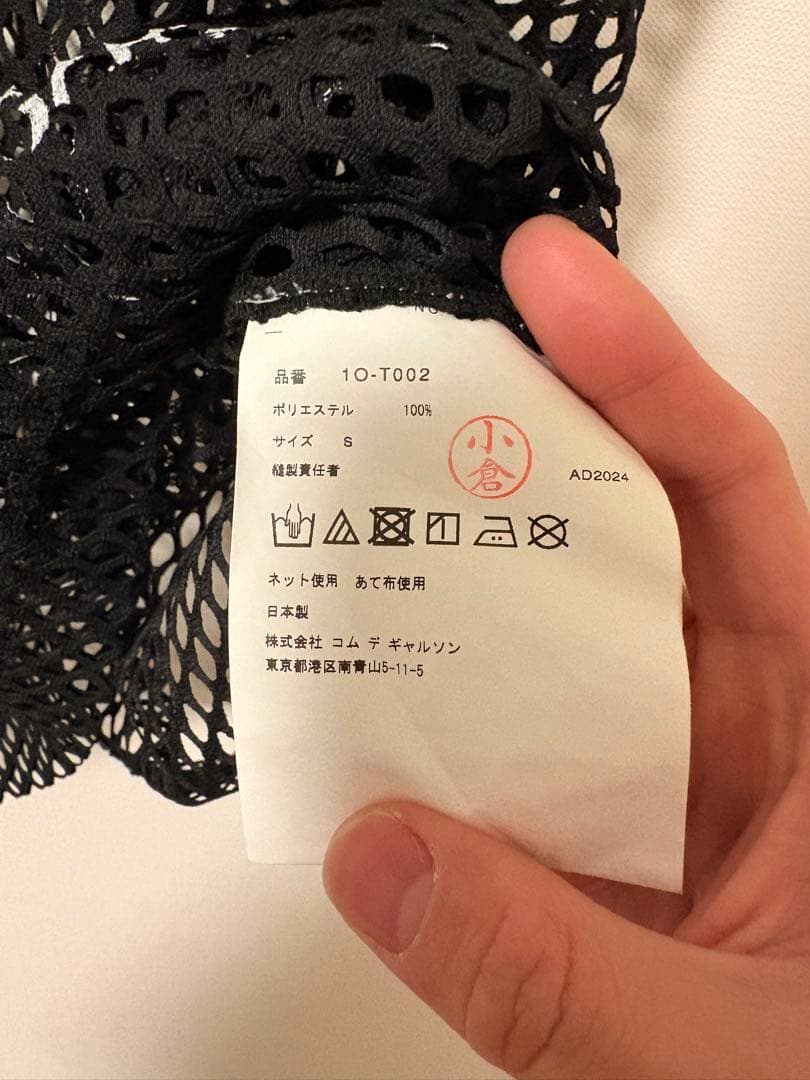 品番 1O-T002
ポリエステル 100%
サイズ S
縫製責任者 小倉 AD2024
ネット使用 あて布使用
日本製
株式会社 コム デ ギャルソン
東京都港区南青山5-11-5